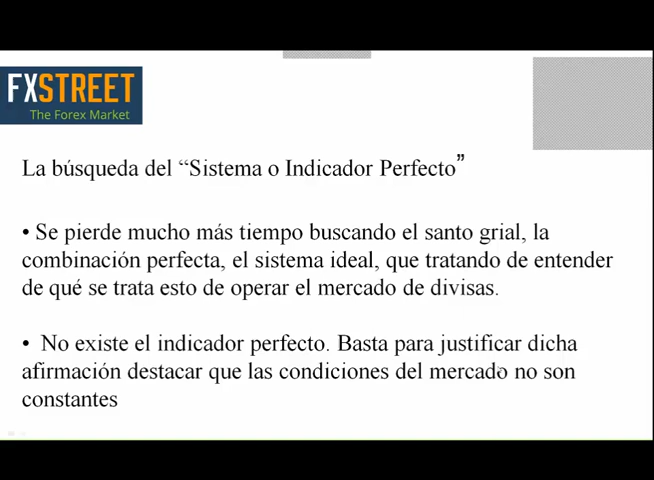 FXSTREET
The Forex Market
La búsqueda del “Sistema o Indicador Perfecto”
• Se pierde mucho más tiempo buscando el santo grial, la
combinación perfecta, el sistema ideal, que tratando de entender
de qué se trata esto de operar el mercado de divisas.
• No existe el indicador perfecto. Basta para justificar dicha
afirmación destacar que las condiciones del mercado no son
constantes